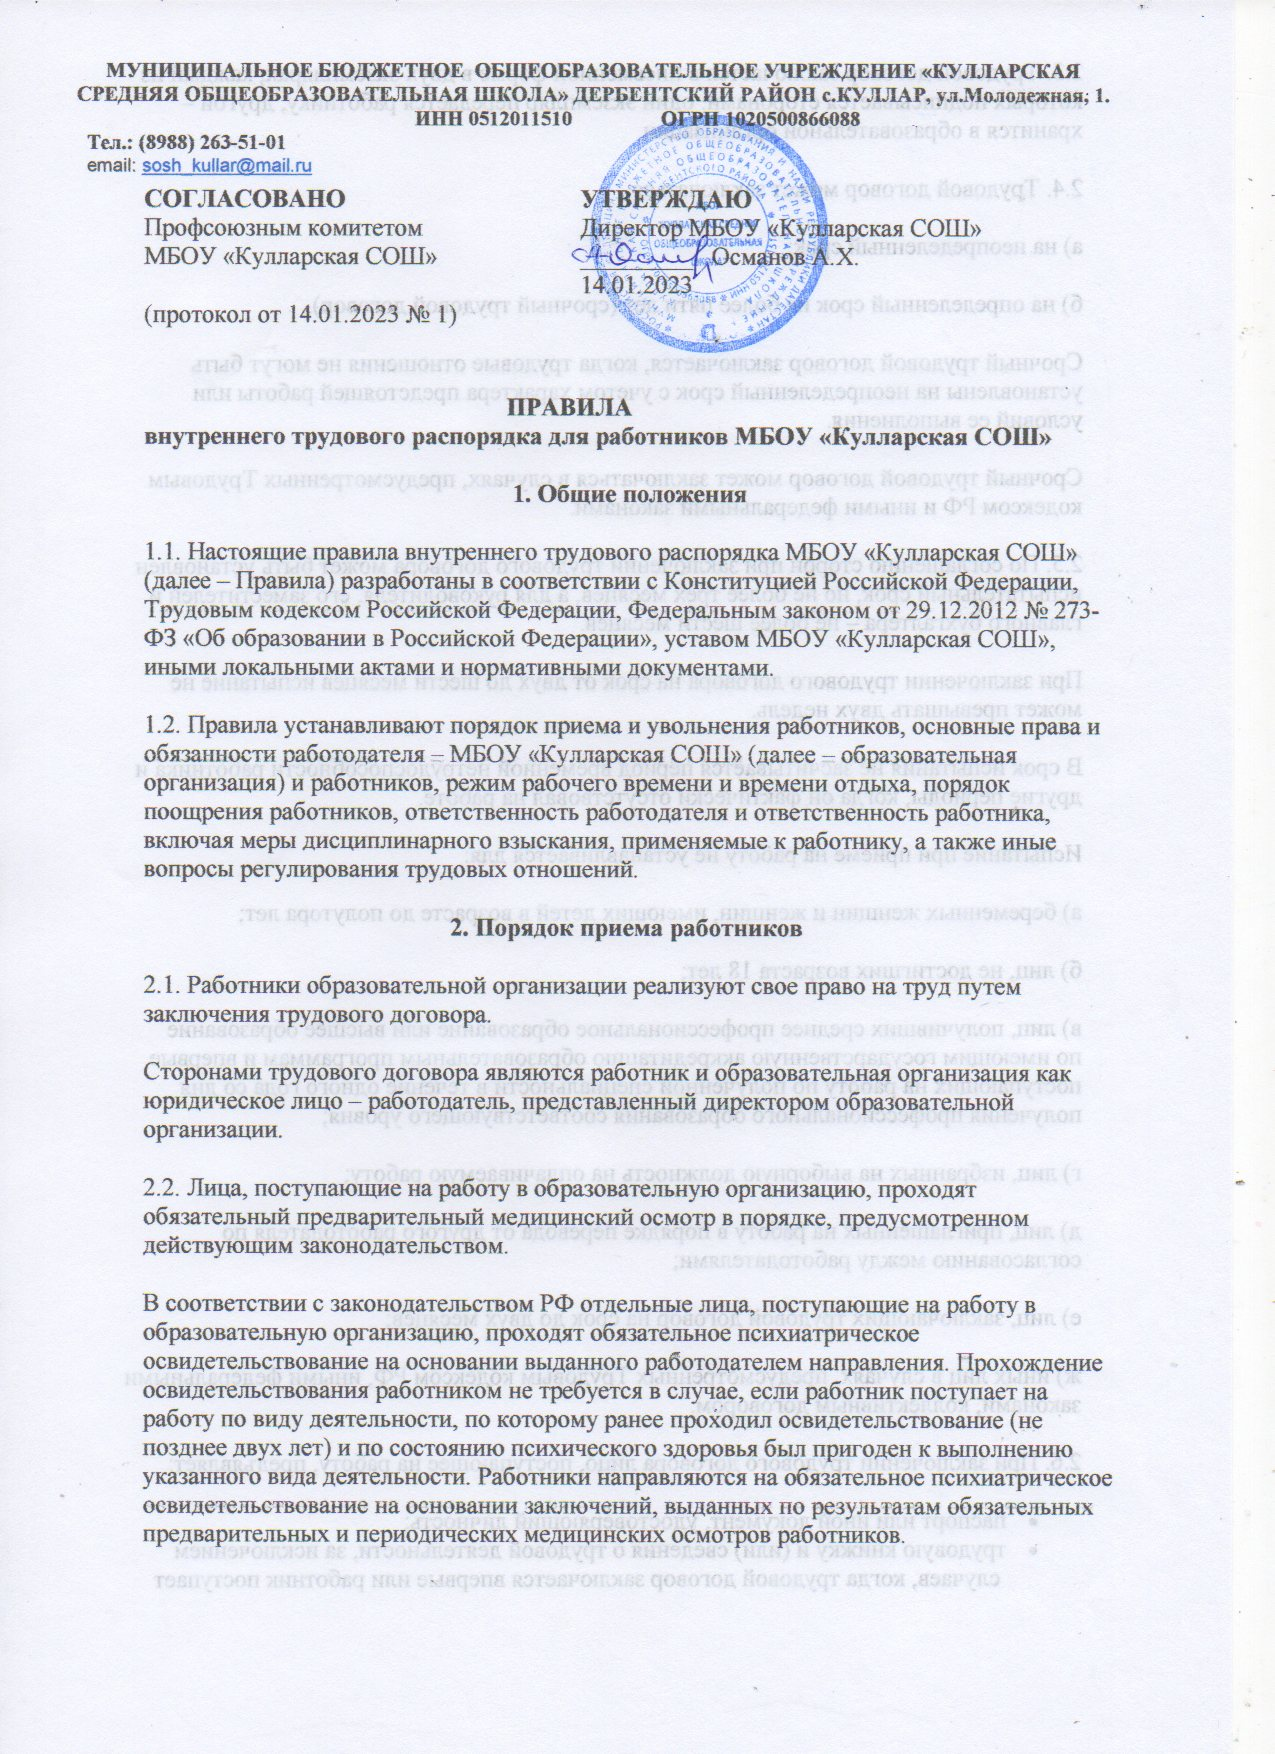 МУНИЦИПАЛЬНОЕ БЮДЖЕТНОЕ ОБЩЕОБРАЗОВАТЕЛЬНОЕ УЧРЕЖДЕНИЕ «КУЛЛАРСКАЯ
СРЕДНЯЯ ОБЩЕОБРАЗОВАТЕЛЬНАЯ ШКОЛА» ДЕРБЕНТСКИЙ РАЙОН с.КУЛЛАР, ул.Молодежная; 1.
ИНН 0512011510 ОГРН 1020500866088
Тел.: (8988) 263-51-01
email: sosh_kullar@mail.ru
СОГЛАСОВАНО УТВЕРЖДАЮ
Профсоюзным комитетом Директор МБОУ «Кулларская СОШ»
МБОУ «Кулларская СОШ» Османов А.Х.
14.01.2023
(протокол от 14.01.2023 № 1)
ПРАВИЛА
внутреннего трудового распорядка для работников МБОУ «Кулларская СОШ»
1. Общие положения
1.1. Настоящие правила внутреннего трудового распорядка МБОУ «Кулларская СОШ»
(далее – Правила) разработаны в соответствии с Конституцией Российской Федерации,
Трудовым кодексом Российской Федерации, Федеральным законом от 29.12.2012 № 273-
ФЗ «Об образовании в Российской Федерации», уставом МБОУ «Кулларская СОШ»,
иными локальными актами и нормативными документами.
1.2. Правила устанавливают порядок приема и увольнения работников, основные права и
обязанности работодателя – МБОУ «Кулларская СОШ» (далее – образовательная
организация) и работников, режим рабочего времени и времени отдыха, порядок
поощрения работников, ответственность работодателя и ответственность работника,
включая меры дисциплинарного взыскания, применяемые к работнику, а также иные
вопросы регулирования трудовых отношений.
2. Порядок приема работников
2.1. Работники образовательной организации реализуют свое право на труд путем
заключения трудового договора.
Сторонами трудового договора являются работник и образовательная организация как
юридическое лицо – работодатель, представленный директором образовательной
организации.
2.2. Лица, поступающие на работу в образовательную организацию, проходят
обязательный предварительный медицинский осмотр в порядке, предусмотренном
действующим законодательством.
В соответствии с законодательством РФ отдельные лица, поступающие на работу в
образовательную организацию, проходят обязательное психиатрическое
освидетельствование на основании выданного работодателем направления. Прохождение
освидетельствования работником не требуется в случае, если работник поступает на
работу по виду деятельности, по которому ранее проходил освидетельствование (не
позднее двух лет) и по состоянию психического здоровья был пригоден к выполнению
указанного вида деятельности. Работники направляются на обязательное психиатрическое
освидетельствование на основании заключений, выданных по результатам обязательных
предварительных и периодических медицинских осмотров работников.